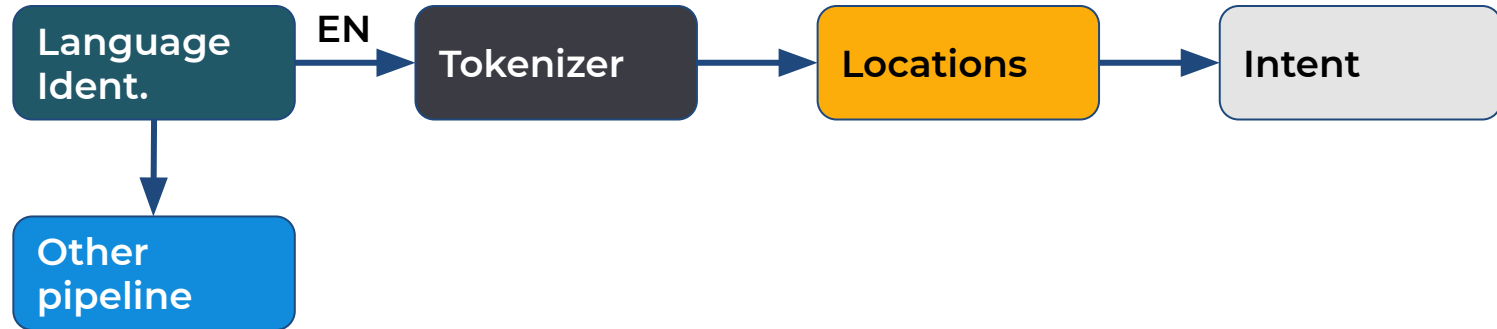 Language
Ident.
EN
Tokenizer
Locations
Intent
Other
pipeline